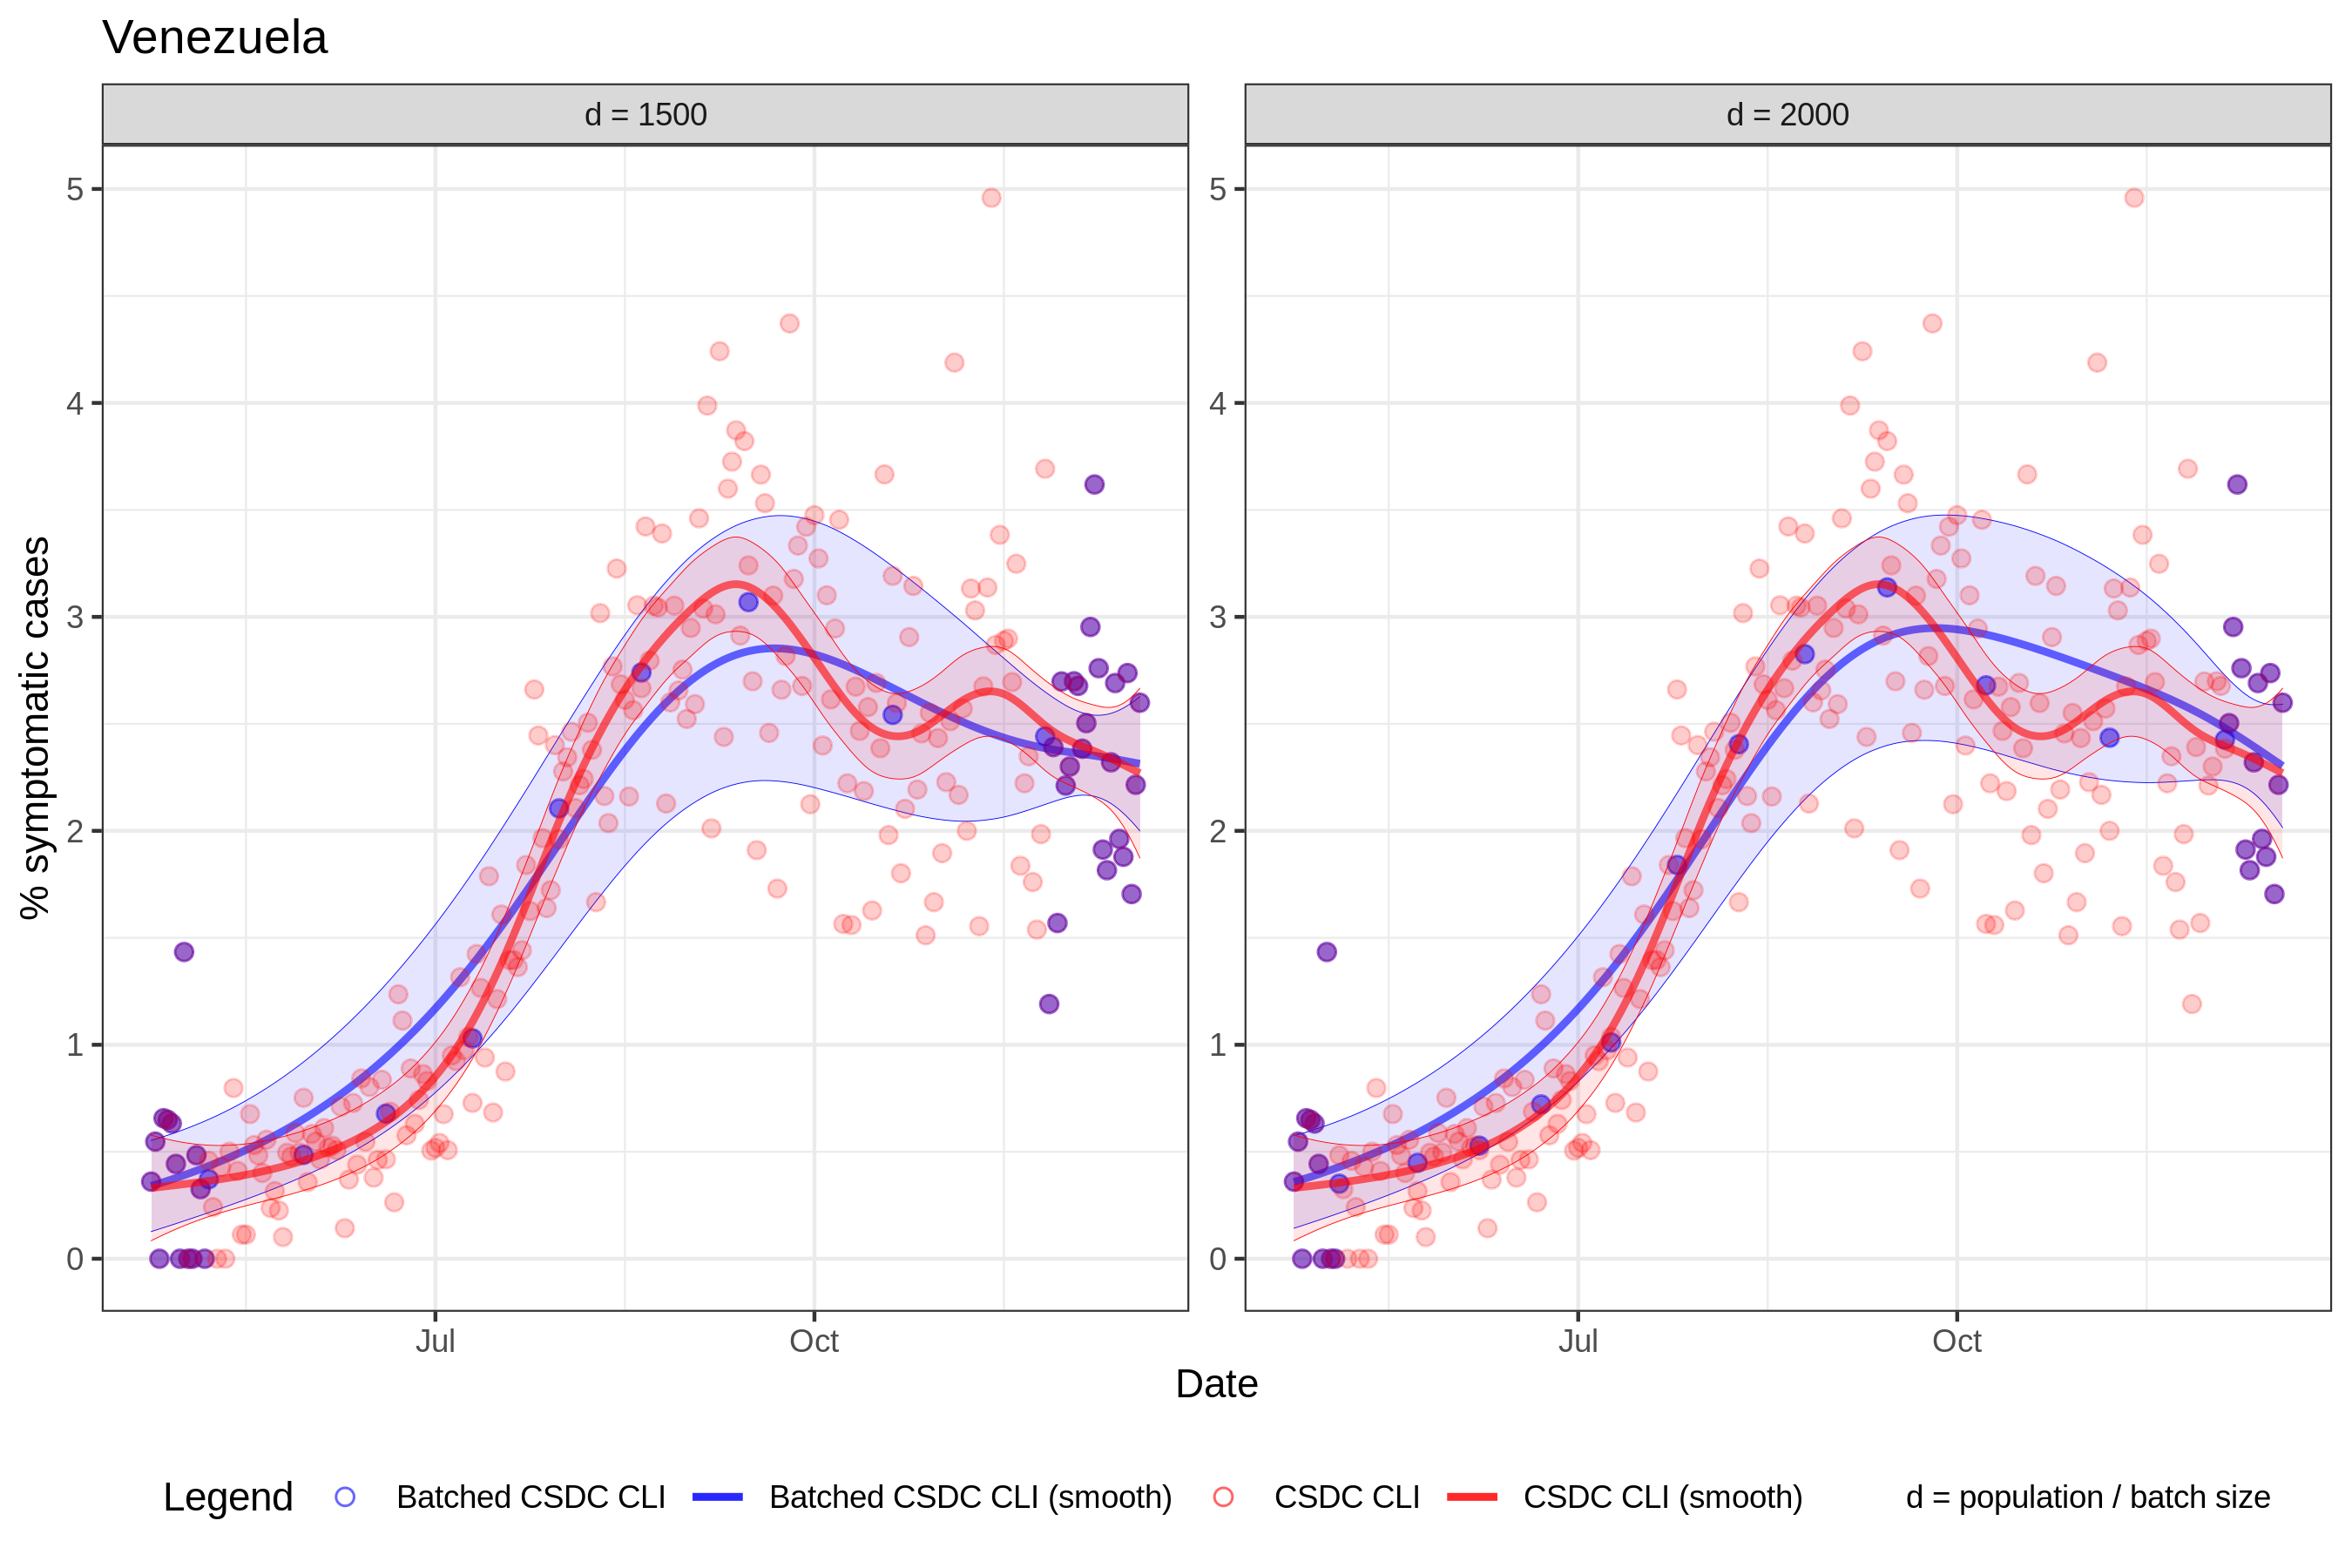 Venezuela
d = 1500
d = 2000
% symptomatic cases
5
4
3
2
1
0
5
4
3
2
1
0
Jul
Oct
Jul
Oct
Date
Legend
Batched CSDC CLI
Batched CSDC CLI (smooth)
CSDC CLI
CSDC CLI (smooth)
d = population / batch size